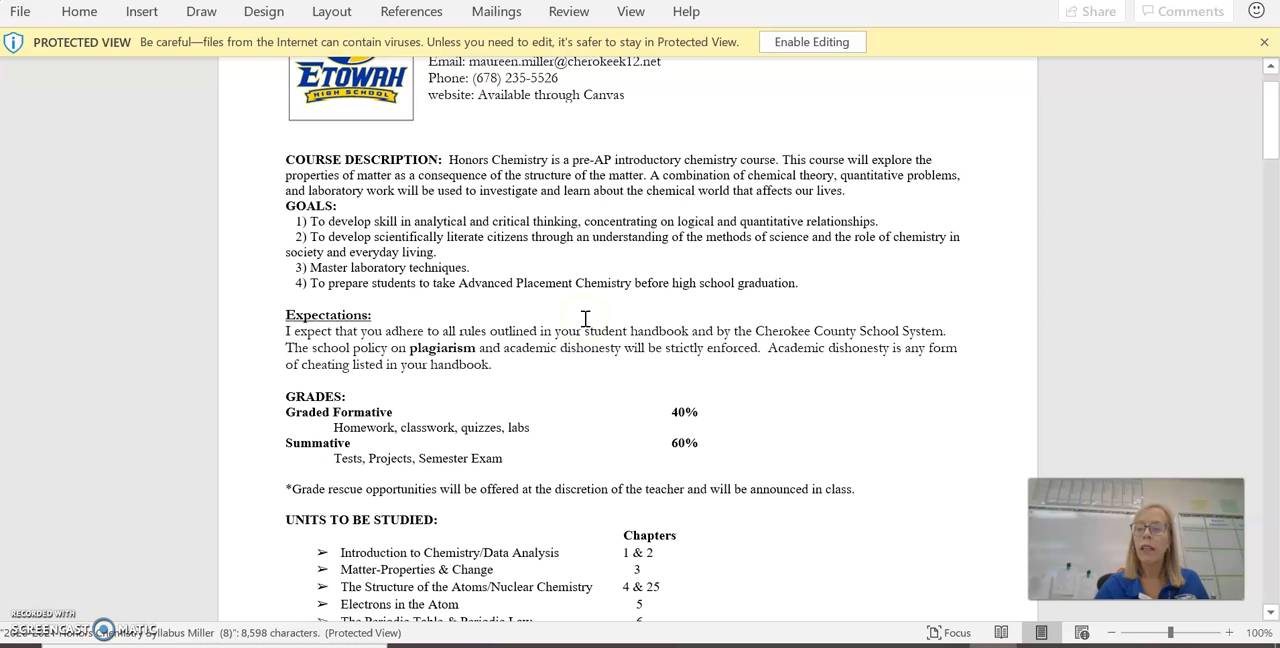 File Home Insert Draw Design Layout References Mailings Review View Help Share Comments
PROTECTED VIEW Be careful—files from the Internet can contain viruses. Unless you need to edit, it's safer to stay in Protected View. Enable Editing
ETOWAH
HIGH SCHOOL
Email: maureen.miller@cherokeek12.net
Phone: (678) 235-5526
website: Available through Canvas
COURSE DESCRIPTION: Honors Chemistry is a pre-AP introductory chemistry course. This course will explore the
properties of matter as a consequence of the structure of the matter. A combination of chemical theory, quantitative problems,
and laboratory work will be used to investigate and learn about the chemical world that affects our lives.
GOALS:
1) To develop skill in analytical and critical thinking, concentrating on logical and quantitative relationships.
2) To develop scientifically literate citizens through an understanding of the methods of science and the role of chemistry in
society and everyday living.
3) Master laboratory techniques.
4) To prepare students to take Advanced Placement Chemistry before high school graduation.
Expectations:
I expect that you adhere to all rules outlined in your student handbook and by the Cherokee County School System.
The school policy on plagiarism and academic dishonesty will be strictly enforced. Academic dishonesty is any form
of cheating listed in your handbook.
GRADES:
Graded Formative 40%
Homework, classwork, quizzes, labs
Summative 60%
Tests, Projects, Semester Exam
*Grade rescue opportunities will be offered at the discretion of the teacher and will be announced in class.
UNITS TO BE STUDIED:
Chapters
➢ Introduction to Chemistry/Data Analysis 1 & 2
➢ Matter-Properties & Change 3
➢ The Structure of the Atoms/Nuclear Chemistry 4 & 25
➢ Electrons in the Atom 5
➢ The Periodic Table & Periodic Law 6
RECORDED WITH
SCREENCAST MATIC
Honors Chemistry Syllabus Miller (8)": 8,598 characters. (Protected View) Focus 100%